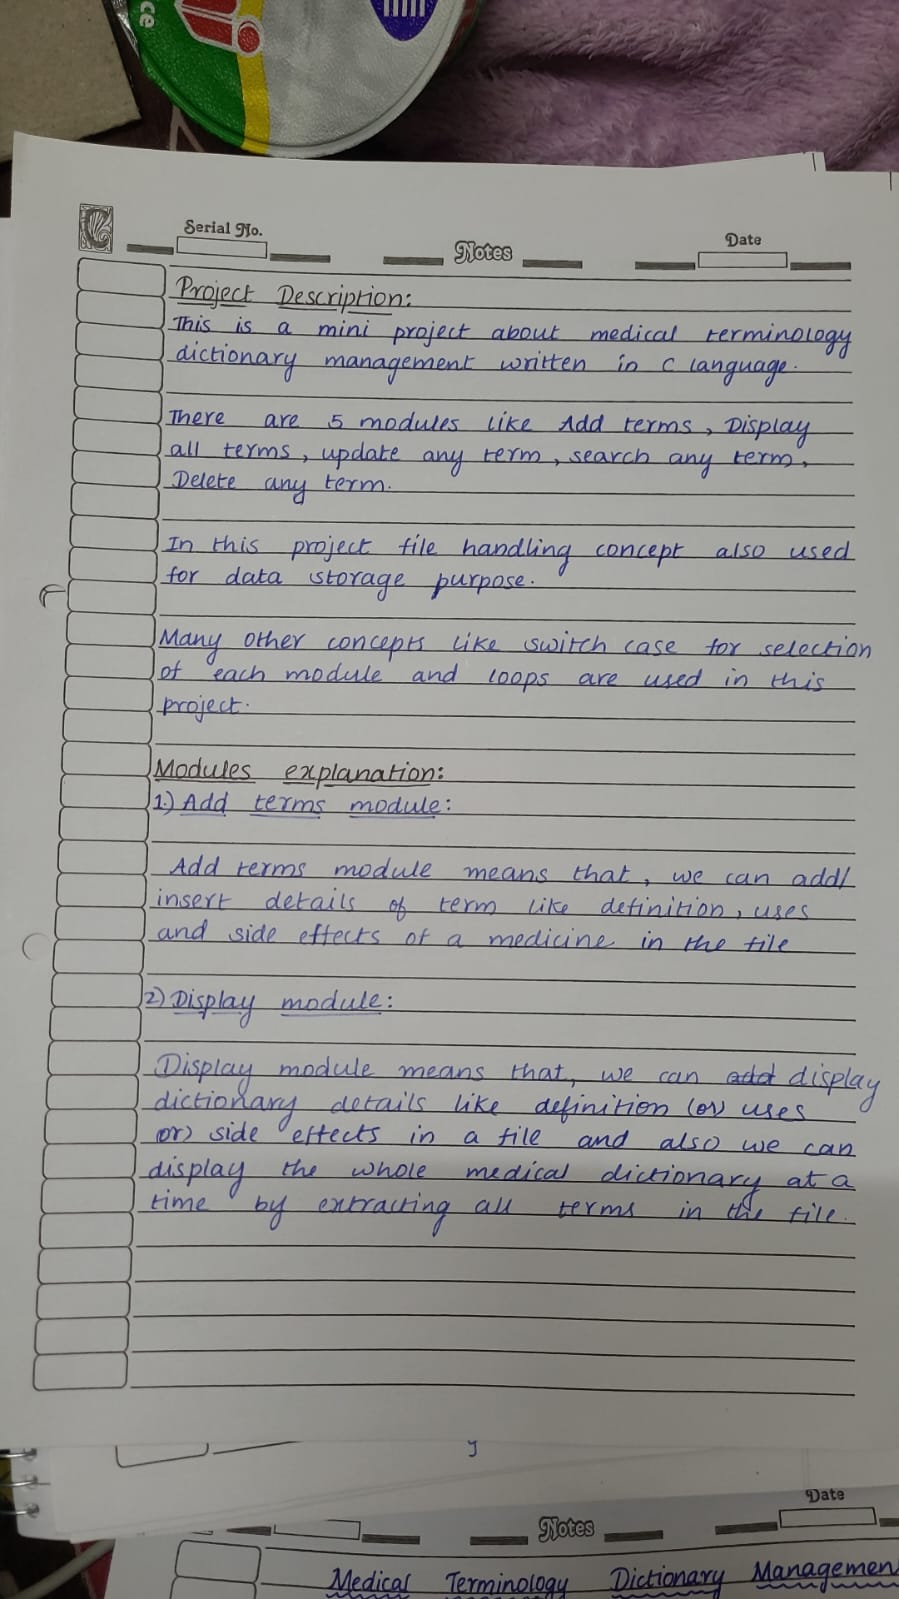 ce
Serial No.
Notes
Date
Project Description:
This is a mini project about medical terminology
dictionary management written in C language.
There are 5 modules like Add terms, Display
all terms, update any term, search any term,
Delete any term.
In this project file handling concept also used
for data storage purpose.
Many other concepts like switch case for selection
of each module and loops are used in this
project.
Modules explanation:
1.) Add terms module:
Add terms module means that, we can add/
insert details of term like definition, uses
and side effects of a medicine in the file
2) Display module:
Display module means that, we can add display
dictionary details like definition (or) uses
(or) side effects in a file and also we can
display the whole medical dictionary at a
time by extracting all terms in the file.
Date
Notes
Medical Terminology Dictionary Managemen